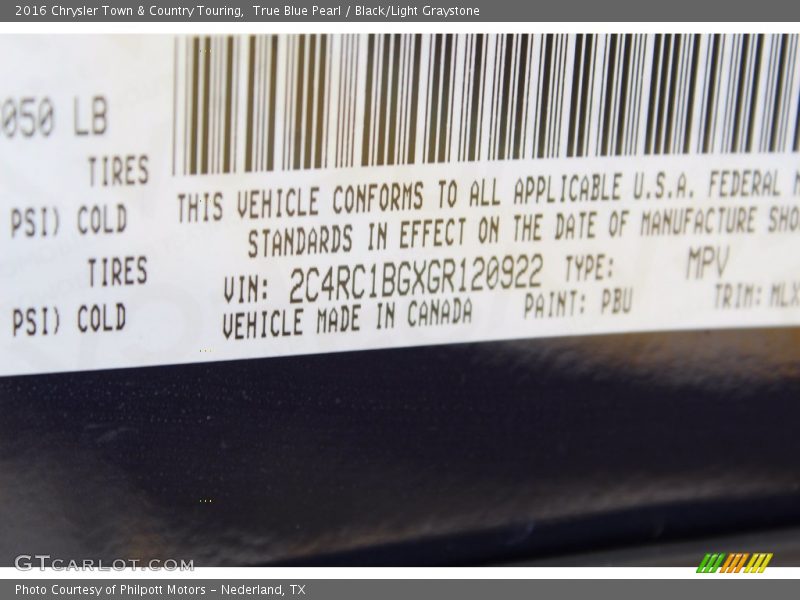 2016 Chrysler Town & Country Touring, True Blue Pearl / Black/Light Graystone
050 LB
TIRES
PSI) COLD
TIRES
PSI) COLD
THIS VEHICLE CONFORMS TO ALL APPLICABLE U.S.A. FEDERAL
STANDARDS IN EFFECT ON THE DATE OF MANUFACTURE SHO
VIN: 2C4RC1BGXGR120922 TYPE: MPV
VEHICLE MADE IN CANADA PAINT: PBU TRIM: MLX
GTCARLOT.COM
Photo Courtesy of Philpott Motors - Nederland, TX